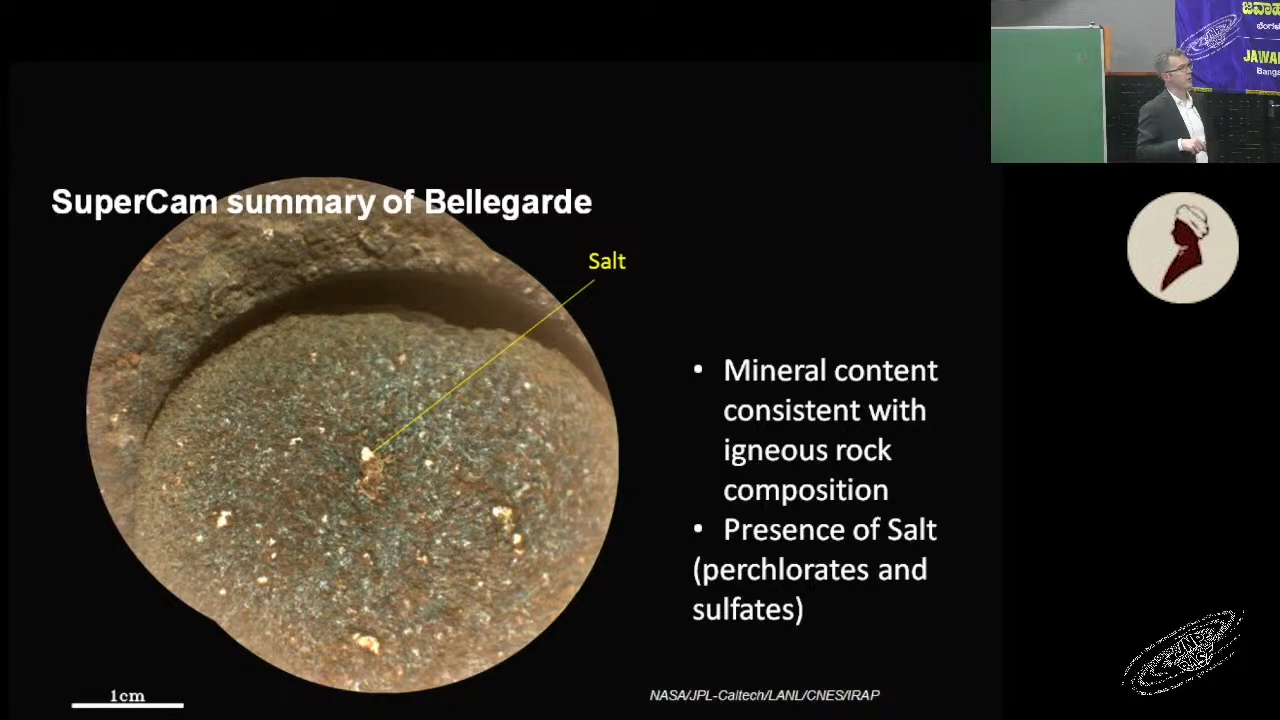 SuperCam summary of Bellegarde
Salt
• Mineral content
consistent with
igneous rock
composition
• Presence of Salt
(perchlorates and
sulfates)
1cm
NASA/JPL-Caltech/LANL/CNES/IRAP